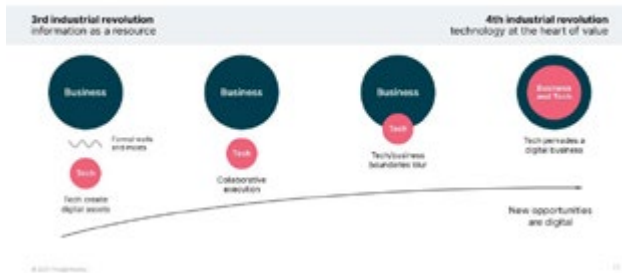 3rd industrial revolution
information as a resource
4th industrial revolution
technology at the heart of value
Business
Business
Business
Business
and Tech
Formal walls
and moats
Tech
Tech
Tech
Tech create
digital assets
Collaborative
execution
Tech/business
boundaries blur
Tech pervades a
digital business
New opportunities
are digital